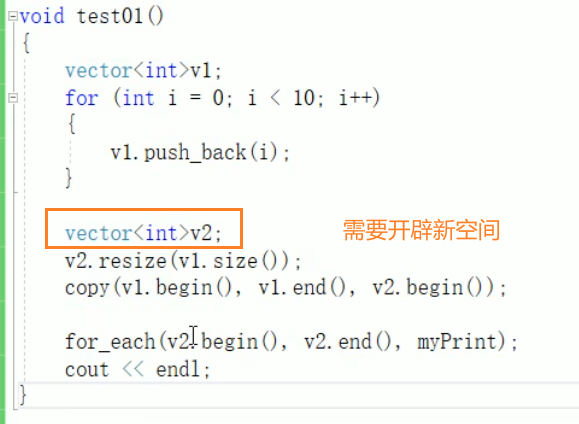 void test01()
{
vector<int>v1;
for (int i = 0; i < 10; i++)
{
v1.push_back(i);
}
vector<int>v2; 需要开辟新空间
v2.resize(v1.size());
copy(v1.begin(), v1.end(), v2.begin());
for_each(v2.begin(), v2.end(), myPrint);
cout << endl;
}